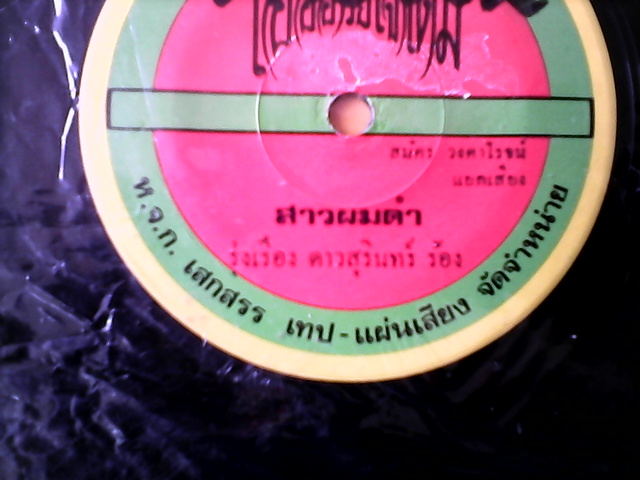 สมัคร วงคาโรจน์
แยกเสียง
สาวผมดำ
รุ่งเรือง ดาวสุรินทร์ ร้อง
ห.จ.ก. เสกสรร เทป-แผ่นเสียง จัดจำหน่าย